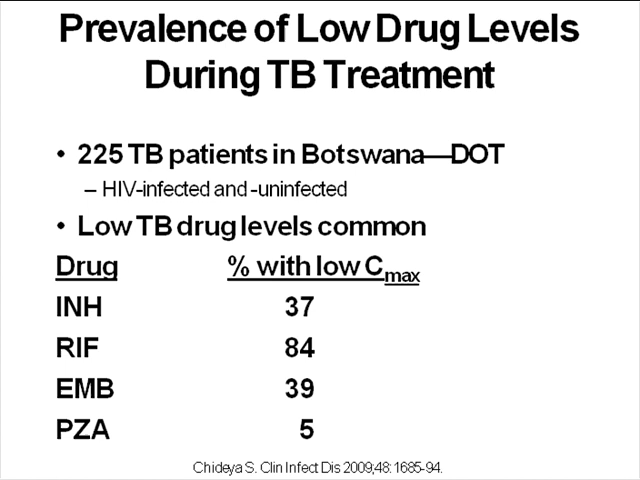 Prevalence of Low Drug Levels
During TB Treatment
• 225 TB patients in Botswana—DOT
– HIV-infected and -uninfected
• Low TB drug levels common
Drug % with low Cmax
INH 37
RIF 84
EMB 39
PZA 5
Chideya S. Clin Infect Dis 2009;48:1685-94.